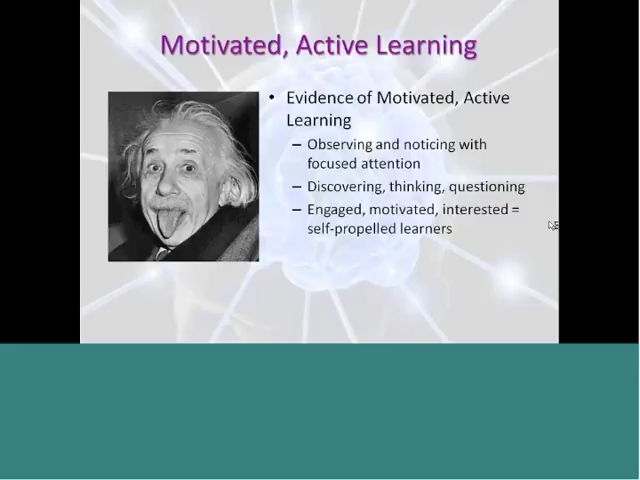 Motivated, Active Learning
• Evidence of Motivated, Active
Learning
– Observing and noticing with
focused attention
– Discovering, thinking, questioning
– Engaged, motivated, interested =
self-propelled learners